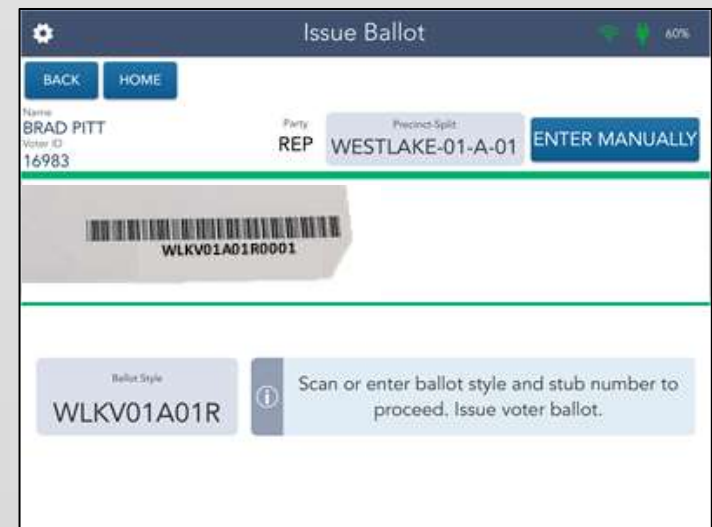 Issue Ballot
60%
BACK
HOME
Name
BRAD PITT
Voter ID
16983
Party
REP
Precinct-Split
WESTLAKE-01-A-01
ENTER MANUALLY
WLKV01A01R0001
Ballot Style
WLKV01A01R
Scan or enter ballot style and stub number to
proceed. Issue voter ballot.